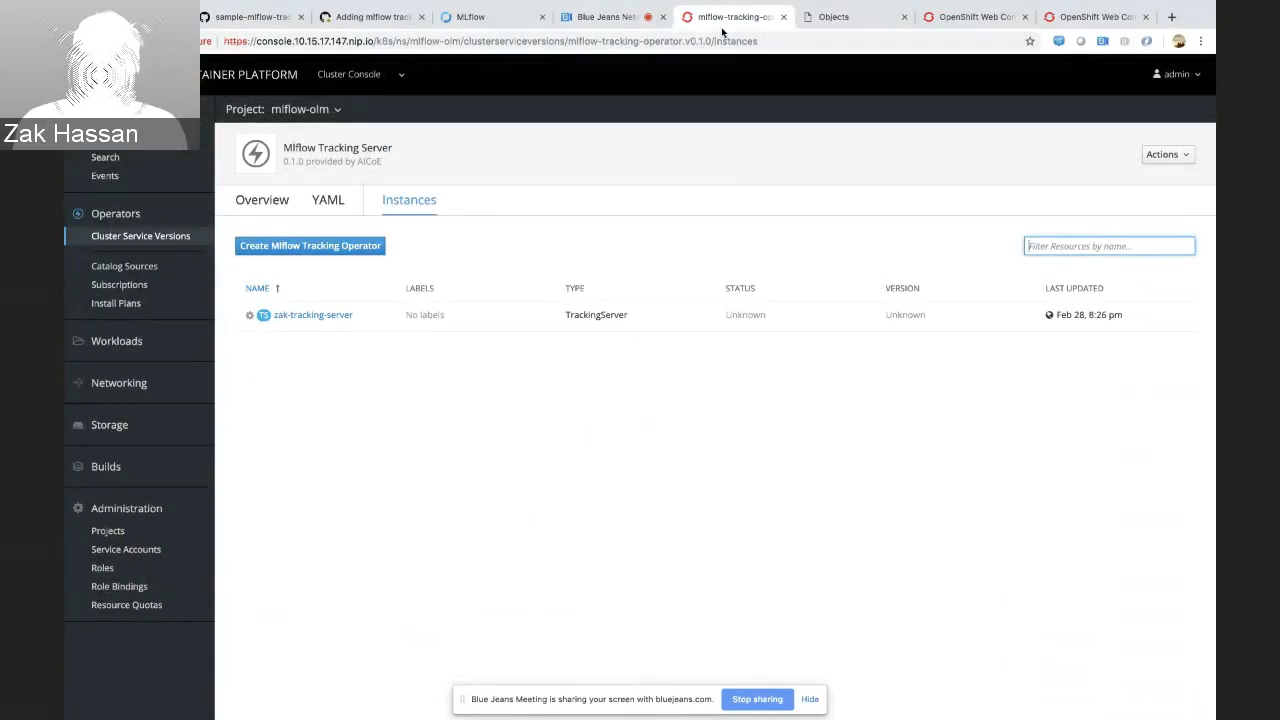 sample-mlflow-trac
Adding mlflow track
MLflow
Blue Jeans Net
mlflow-tracking-op
Objects
OpenShift Web Con
OpenShift Web Con
ure https://console.10.15.17.147.nip.io/k8s/ns/mlflow-olm/clusterserviceversions/mlflow-tracking-operator.v0.1.0/instances
TAINER PLATFORM
Cluster Console
admin
Zak Hassan
Project: mlflow-olm
Search
Events
Operators
Cluster Service Versions
Catalog Sources
Subscriptions
Install Plans
Workloads
Networking
Storage
Builds
Administration
Projects
Service Accounts
Roles
Role Bindings
Resource Quotas
Mlflow Tracking Server
0.1.0 provided by AICoE
Actions
Overview YAML Instances
Create Mlflow Tracking Operator
Filter Resources by name...
NAME LABELS TYPE STATUS VERSION LAST UPDATED
TS zak-tracking-server No labels TrackingServer Unknown Unknown Feb 28, 8:26 pm
Blue Jeans Meeting is sharing your screen with bluejeans.com. Stop sharing Hide